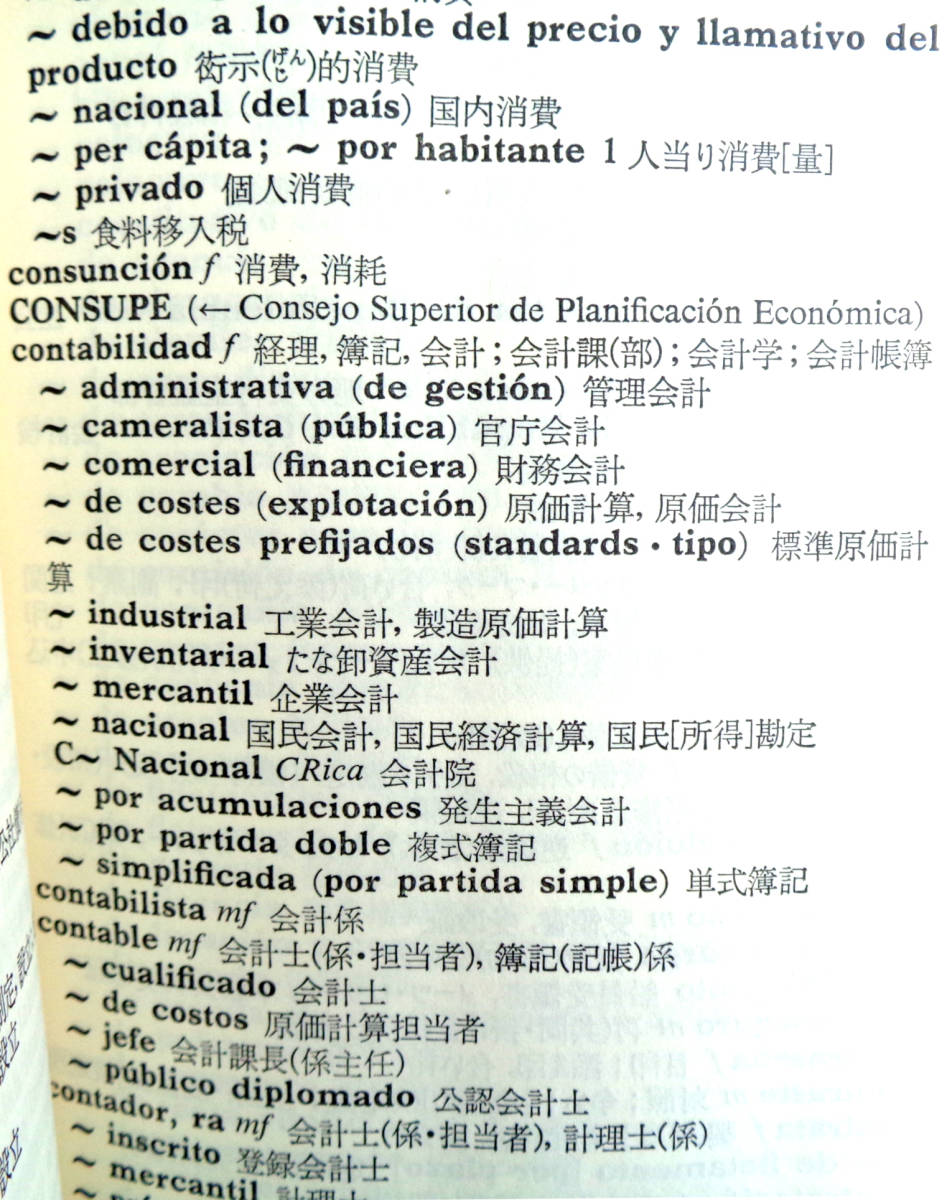 ~ debido a lo visible del precio y llamativo del
producto 衒示(げんじ)的消費
~ nacional (del país) 国内消費
~ per cápita; ~ por habitante 1人当り消費[量]
~ privado 個人消費
~s 食料移入税
consunción f 消費, 消耗
CONSUPE (← Consejo Superior de Planificación Económica)
contabilidad f 経理, 簿記, 会計; 会計課(部); 会計学; 会計帳簿
~ administrativa (de gestión) 管理会計
~ cameralista (pública) 官庁会計
~ comercial (financiera) 財務会計
~ de costes (explotación) 原価計算, 原価会計
~ de costes prefijados (standards・tipo) 標準原価計
算
~ industrial 工業会計, 製造原価計算
~ inventarial たな卸資産会計
~ mercantil 企業会計
~ nacional 国民会計, 国民経済計算, 国民[所得]勘定
C~ Nacional CRica 会計院
~ por acumulaciones 発生主義会計
~ por partida doble 複式簿記
~ simplificada (por partida simple) 単式簿記
contabilista mf 会計係
contable mf 会計士(係・担当者), 簿記(記帳)係
~ cualificado 会計士
~ de costos 原価計算担当者
~ jefe 会計課長(係主任)
~ público diplomado 公認会計士
contador, ra mf 会計士(係・担当者), 計理士(係)
~ inscrito 登録会計士
~ mercantil 計理士